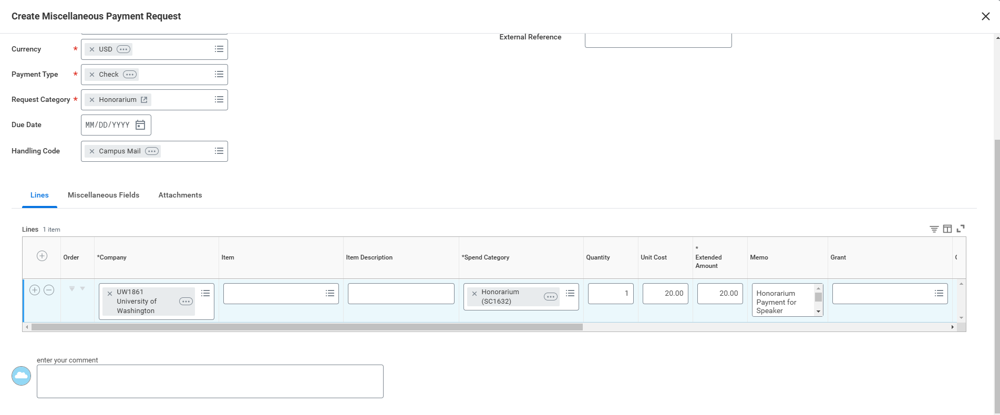 Create Miscellaneous Payment Request
External Reference
Currency * USD
Payment Type * Check
Request Category * Honorarium
Due Date MM/DD/YYYY
Handling Code Campus Mail
Lines Miscellaneous Fields Attachments
Lines 1 item
Order *Company Item Item Description *Spend Category Quantity Unit Cost * Extended Amount Memo Grant
UW1861
University of
Washington
Honorarium
(SC1632)
1 20.00 20.00
Honorarium
Payment for
Speaker
enter your comment